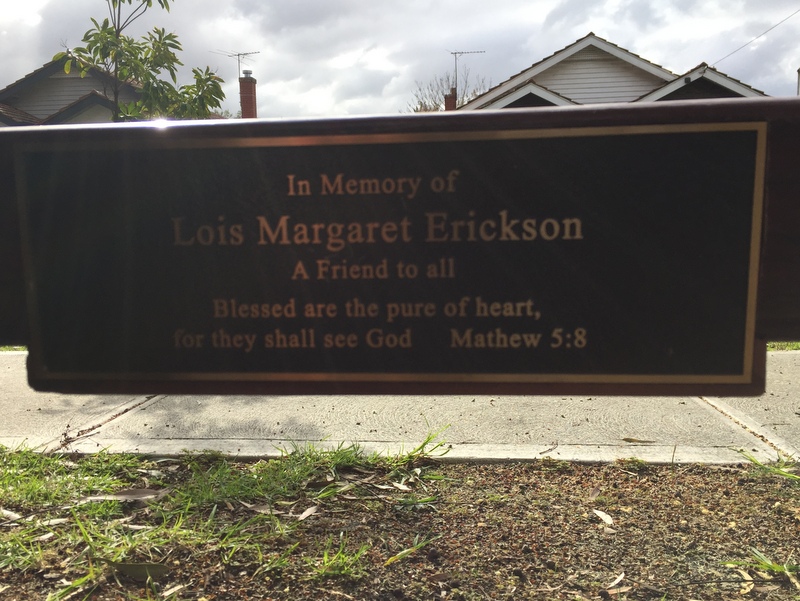 In Memory of
Lois Margaret Erickson
A Friend to all
Blessed are the pure of heart,
for they shall see God Mathew 5:8